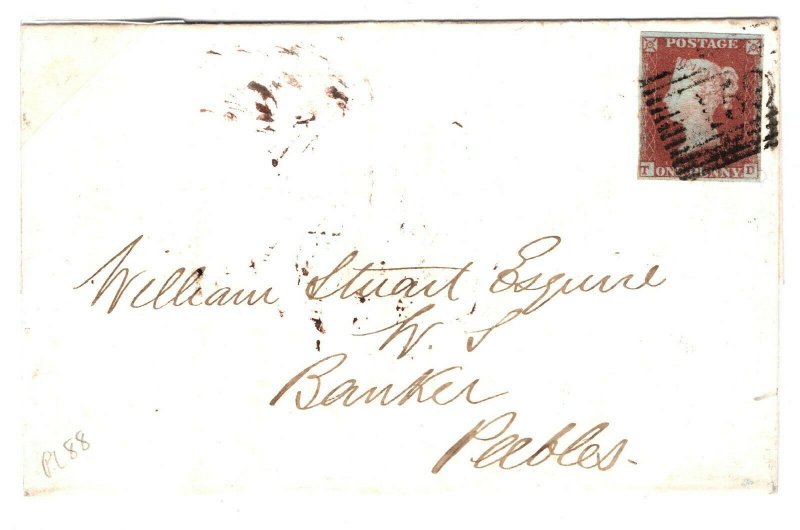 POSTAGE
T ONE PENNY D
William Stuart Esquire
W. S
Banker
Peebles.
Pl 88